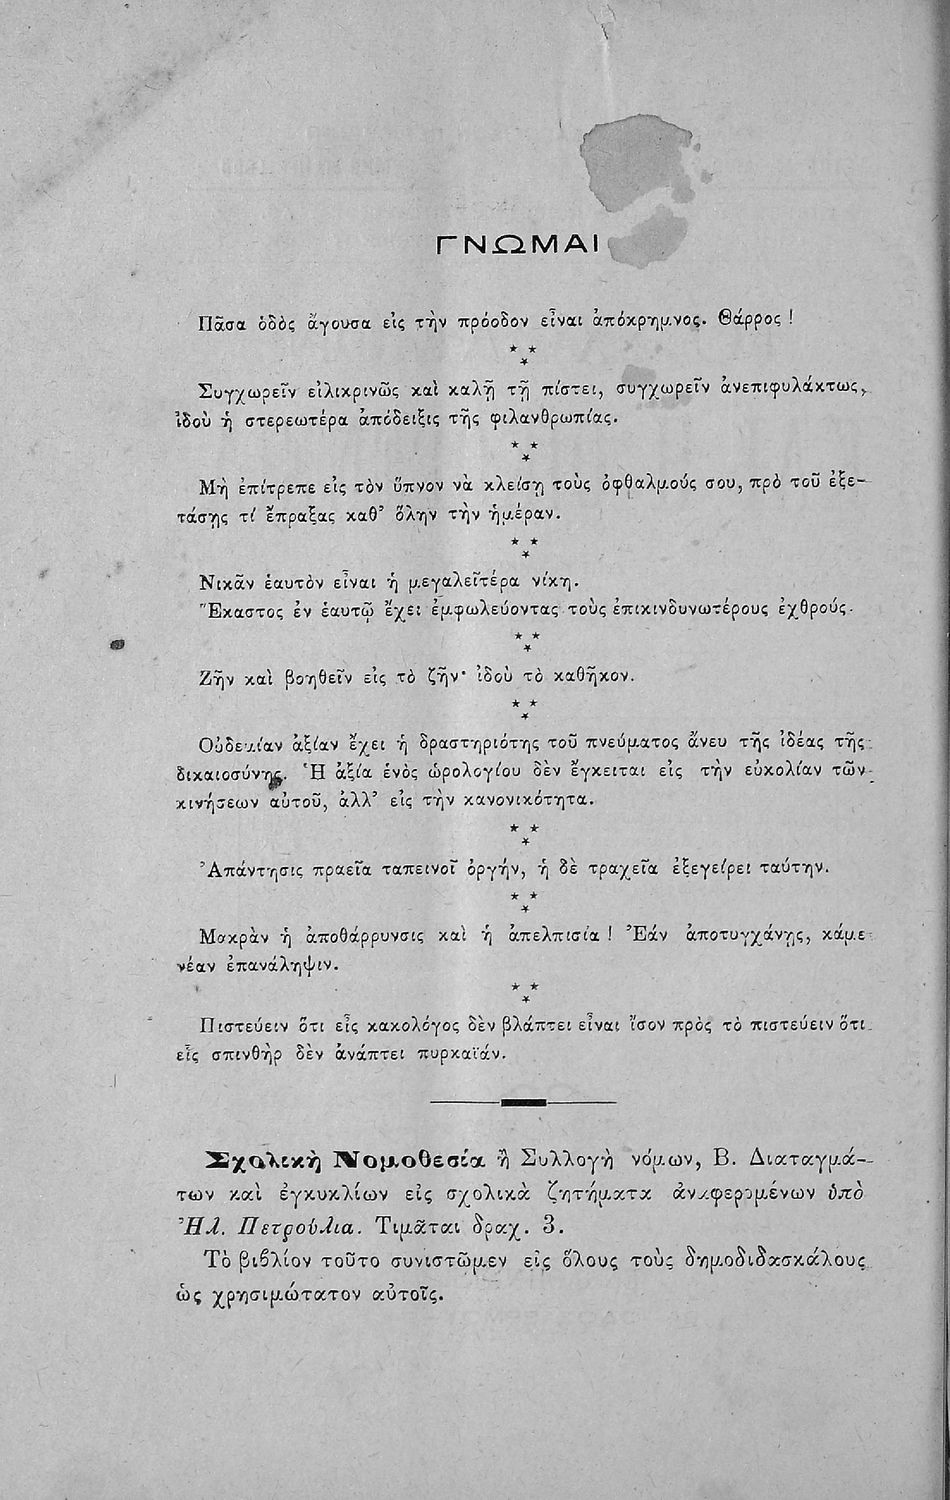 ΓΝΩΜΑΙ
Πᾶσα ὁδὸς ἄγουσα εἰς τὴν πρόοδον εἶναι ἀπόκρημνος. Θάρρος !
* * *
Συγχωρεῖν εἰλικρινῶς καὶ καλῇ τῇ πίστει, συγχωρεῖν ἀνεπιφυλάκτως,
ἰδοὺ ἡ στερεωτέρα ἀπόδειξις τῆς φιλανθρωπίας.
* * *
Μὴ ἐπίτρεπε εἰς τὸν ὕπνον νὰ κλείσῃ τοὺς ὀφθαλμούς σου, πρὸ τοῦ ἐξε-
τάσῃς τί ἔπραξας καθ' ὅλην τὴν ἡμέραν.
* * *
Νικᾶν ἑαυτὸν εἶναι ἡ μεγαλειτέρα νίκη.
Ἕκαστος ἐν ἑαυτῷ ἔχει ἐμφωλεύοντας τοὺς ἐπικινδυνωτέρους ἐχθρούς.
* * *
Ζῆν καὶ βοηθεῖν εἰς τὸ ζῆν· ἰδοὺ τὸ καθῆκον.
* * *
Οὐδεμίαν ἀξίαν ἔχει ἡ δραστηριότης τοῦ πνεύματος ἄνευ τῆς ἰδέας τῆς
δικαιοσύνης. Ἡ ἀξία ἑνὸς ὡρολογίου δὲν ἔγκειται εἰς τὴν εὐκολίαν τῶν
κινήσεων αὐτοῦ, ἀλλ' εἰς τὴν κανονικότητα.
* * *
Ἀπάντησις πραεῖα ταπεινοῖ ὀργήν, ἡ δὲ τραχεῖα ἐξεγείρει ταύτην.
* * *
Μακρὰν ἡ ἀποθάρρυνσις καὶ ἡ ἀπελπισία ! Ἐάν ἀποτυγχάνῃς, κάμε
νέαν ἐπανάληψιν.
* * *
Πιστεύειν ὅτι εἷς κακολόγος δὲν βλάπτει εἶναι ἴσον πρὸς τὸ πιστεύειν ὅτι
εἷς σπινθὴρ δὲν ἀνάπτει πυρκαϊάν.
Σχολικὴ Νομοθεσία ἢ Συλλογὴ νόμων, Β. Διαταγμά-
των καὶ ἐγκυκλίων εἰς σχολικὰ ζητήματα ἀναφερομένων ὑπὸ
Ἠλ. Πετρούλια. Τιμᾶται δραχ. 3.
Τὸ βιβλίον τοῦτο συνιστῶμεν εἰς ὅλους τοὺς δημοδιδασκάλους
ὡς χρησιμώτατον αὐτοῖς.